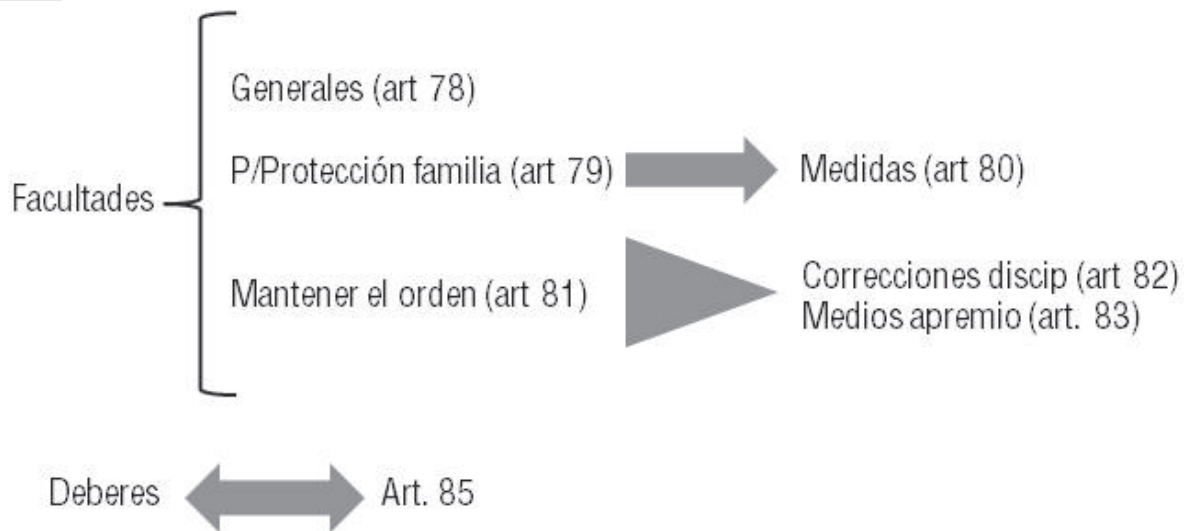 Generales (art 78)
P/Protección familia (art 79)
Medidas (art 80)
Facultades
Mantener el orden (art 81)
Correcciones discip (art 82)
Medios apremio (art. 83)
Deberes
Art. 85